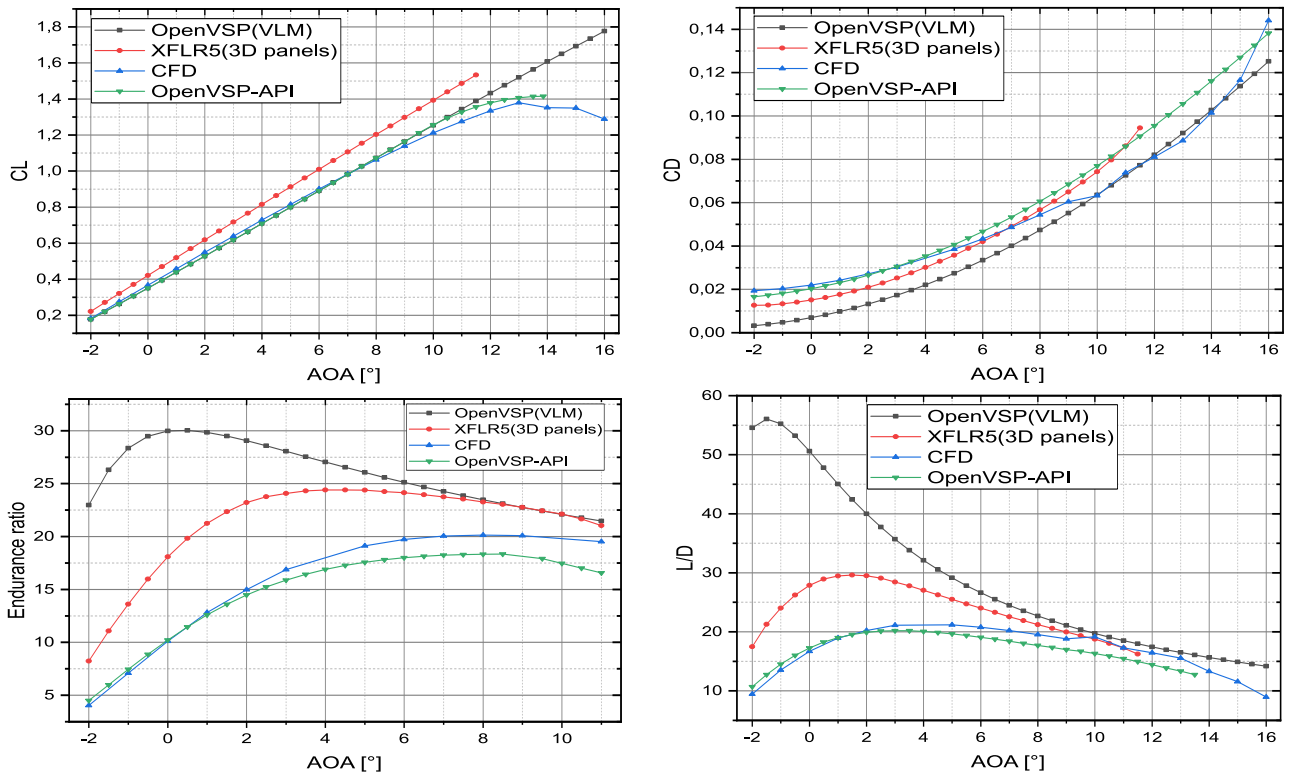 1,8
1,6
1,4
1,2
1,0
0,8
0,6
0,4
0,2
CL
-2 0 2 4 6 8 10 12 14 16
AOA [°]
OpenVSP(VLM)
XFLR5(3D panels)
CFD
OpenVSP-API
0,14
0,12
0,10
0,08
0,06
0,04
0,02
0,00
CD
-2 0 2 4 6 8 10 12 14 16
AOA [°]
OpenVSP(VLM)
XFLR5(3D panels)
CFD
OpenVSP-API
30
25
20
15
10
5
Endurance ratio
-2 0 2 4 6 8 10
AOA [°]
OpenVSP(VLM)
XFLR5(3D panels)
CFD
OpenVSP-API
60
50
40
30
20
10
L/D
-2 0 2 4 6 8 10 12 14 16
AOA [°]
OpenVSP(VLM)
XFLR5(3D panels)
CFD
OpenVSP-API